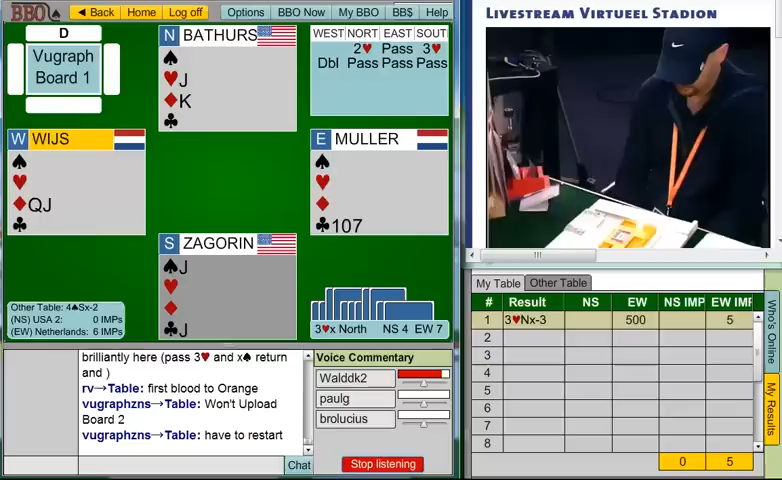 BBO
Back
Home
Log off
Options
BBO Now
My BBO
BB$
Help
D
Vugraph
Board 1
N BATHURS
J
K
WEST NORT EAST SOUT
2♥ Pass 3♥
Dbl Pass Pass Pass
W WIJS
QJ
E MULLER
107
S ZAGORIN
J
J
Other Table: 4♠Sx-2
(NS) USA 2: 0 IMPs
(EW) Netherlands: 6 IMPs
3♥x North NS 4 EW 7
brilliantly here (pass 3♥ and x♠ return
and )
rv→Table: first blood to Orange
vugraphzns→Table: Won't Upload
Board 2
vugraphzns→Table: have to restart
Chat
Voice Commentary
Walddk2
paulg
brolucius
Stop listening
Livestream Virtueel Stadion
My Table
Other Table
# Result NS EW NS IMP EW IMF
1 3♥Nx-3 500 5
2
3
4
5
6
7
8
0 5
Who's Online
My Results